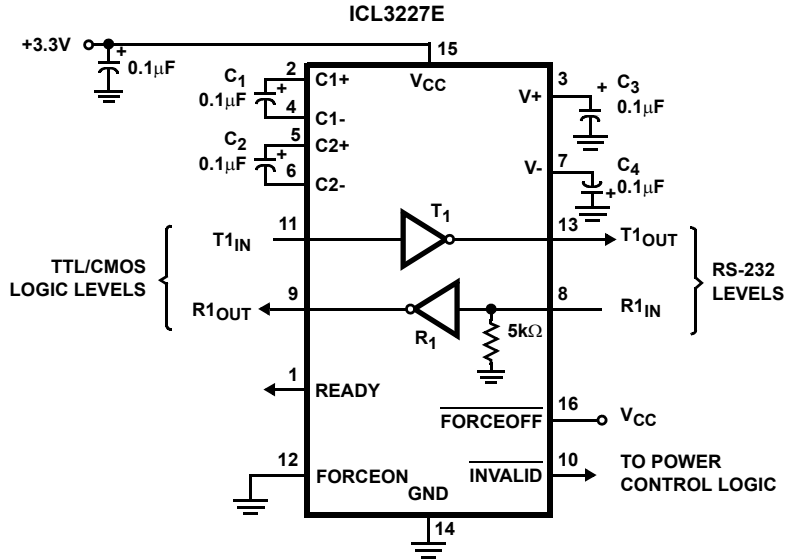 ICL3227E
+3.3V
+
0.1μF
15
VCC
C1
0.1μF
2
+
C1+
4
C1-
C2
0.1μF
5
+
C2+
6
C2-
3
V+
+
C3
0.1μF
7
V-
C4
+
0.1μF
TTL/CMOS
LOGIC LEVELS
T1IN
11
T1
13
T1OUT
R1OUT
9
R1
5kΩ
8
R1IN
RS-232
LEVELS
1
READY
FORCEOFF
16
VCC
12
FORCEON
INVALID
10
TO POWER
CONTROL LOGIC
GND
14